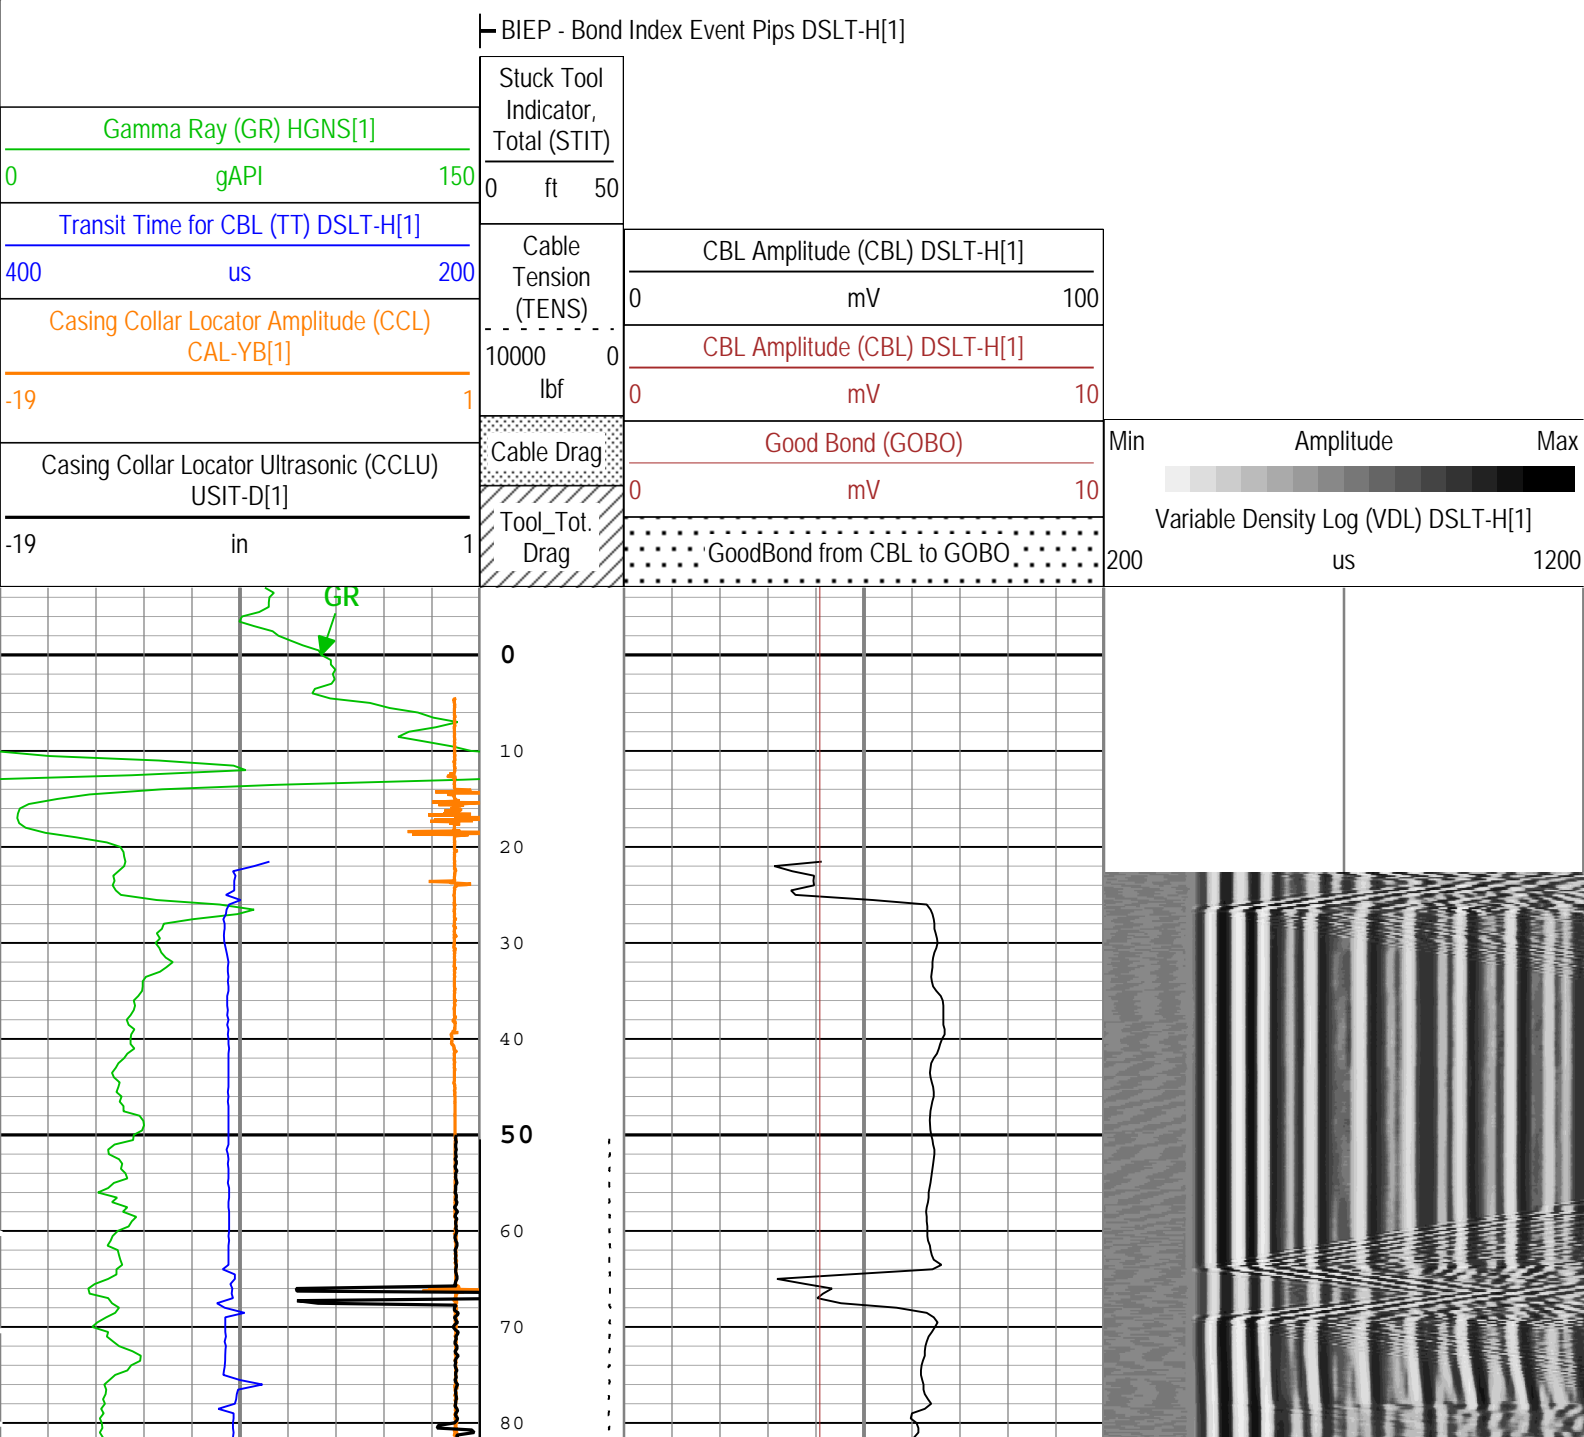 BIEP - Bond Index Event Pips DSLT-H[1]
Stuck Tool
Indicator,
Total (STIT)
0 ft 50
Gamma Ray (GR) HGNS[1]
0 gAPI 150
Transit Time for CBL (TT) DSLT-H[1]
400 us 200
Casing Collar Locator Amplitude (CCL)
CAL-YB[1]
-19 1
Casing Collar Locator Ultrasonic (CCLU)
USIT-D[1]
-19 in 1
Cable
Tension
(TENS)
10000 0
lbf
Cable Drag
Tool_Tot.
Drag
CBL Amplitude (CBL) DSLT-H[1]
0 mV 100
CBL Amplitude (CBL) DSLT-H[1]
0 mV 10
Good Bond (GOBO)
0 mV 10
GoodBond from CBL to GOBO
Min Amplitude Max
Variable Density Log (VDL) DSLT-H[1]
200 us 1200
GR
0
10
20
30
40
50
60
70
80